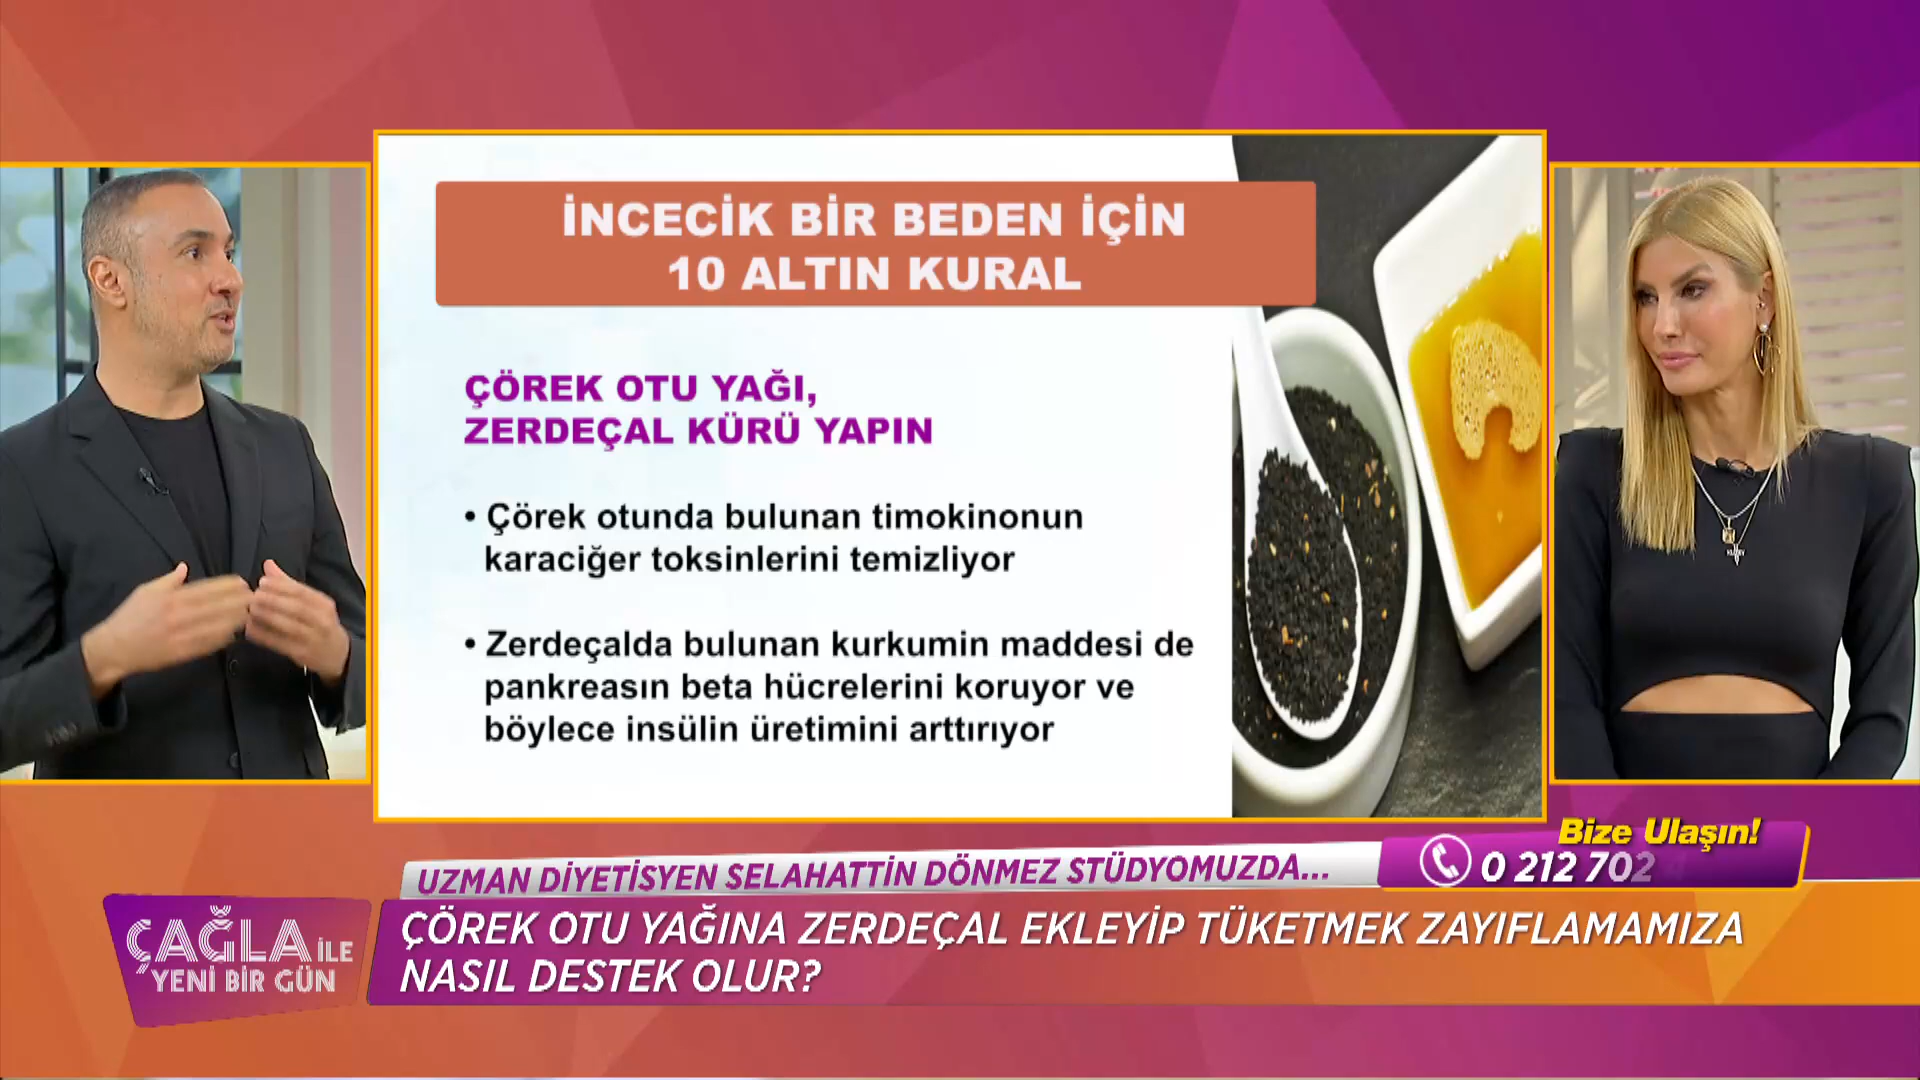 İNCECİK BİR BEDEN İÇİN
10 ALTIN KURAL
ÇÖREK OTU YAĞI,
ZERDEÇAL KÜRÜ YAPIN
• Çörek otunda bulunan timokinonun
karaciğer toksinlerini temizliyor
• Zerdeçalda bulunan kurkumin maddesi de
pankreasın beta hücrelerini koruyor ve
böylece insülin üretimini arttırıyor
Bize Ulaşın!
0 212 702
UZMAN DİYETİSYEN SELAHATTİN DÖNMEZ STÜDYOMUZDA...
ÇAĞLA İLE
YENİ BİR GÜN
ÇÖREK OTU YAĞINA ZERDEÇAL EKLEYİP TÜKETMEK ZAYIFLAMAMIZA
NASIL DESTEK OLUR?